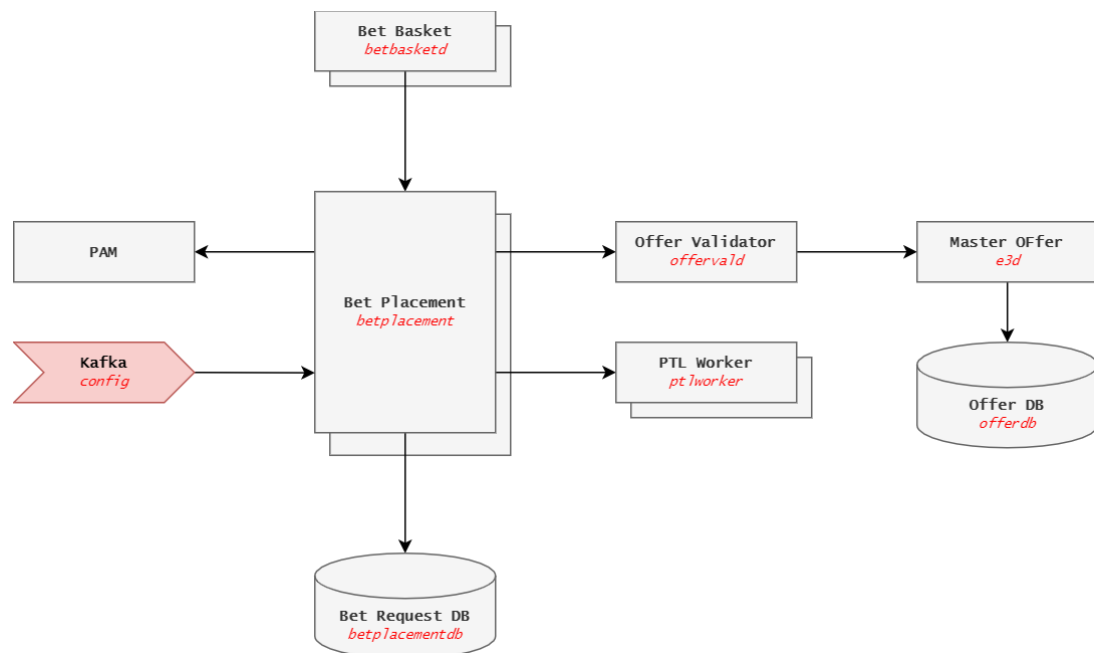 Bet Basket
betbasketd
PAM
Bet Placement
betplacement
Offer Validator
offervald
Master OFfer
e3d
Kafka
config
PTL Worker
ptlworker
Offer DB
offerdb
Bet Request DB
betplacementdb